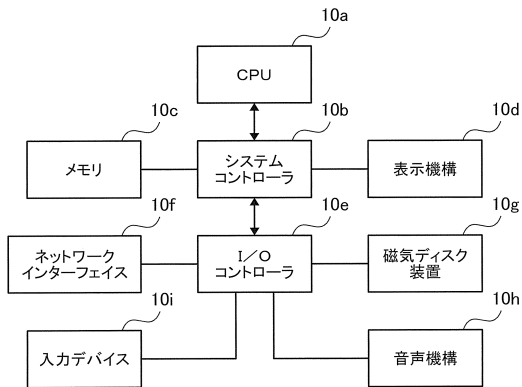 10a
CPU
10c
10b
10d
メモリ
システム
コントローラ
表示機構
10f
10e
10g
ネットワーク
インターフェイス
I/O
コントローラ
磁気ディスク
装置
10i
10h
入力デバイス
音声機構